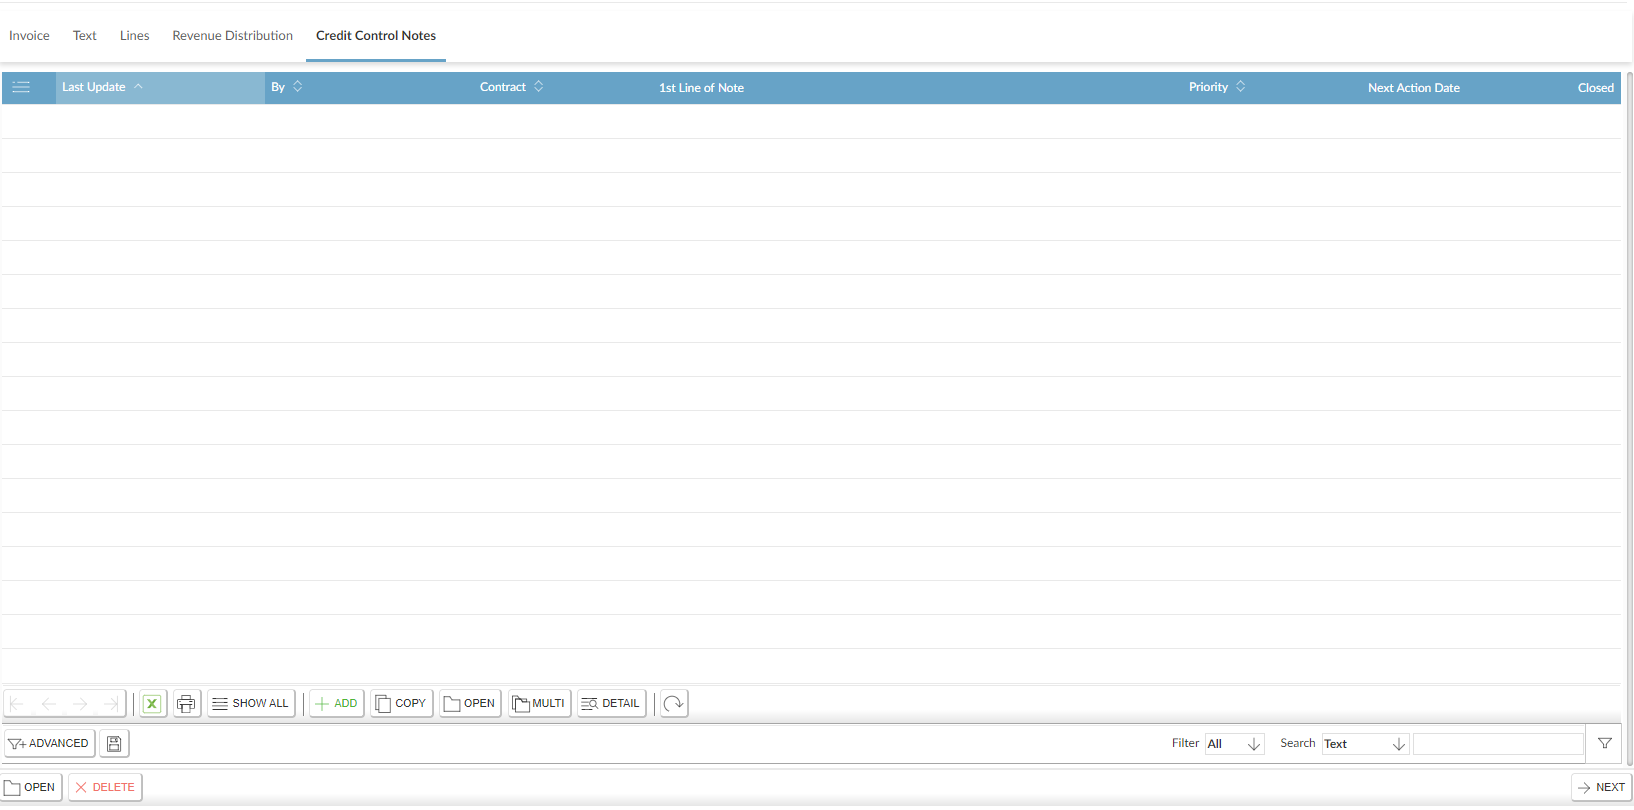 Invoice Text Lines Revenue Distribution Credit Control Notes
Last Update By Contract 1st Line of Note Priority Next Action Date Closed
SHOW ALL ADD COPY OPEN MULTI DETAIL
ADVANCED Filter All Search Text
OPEN DELETE NEXT